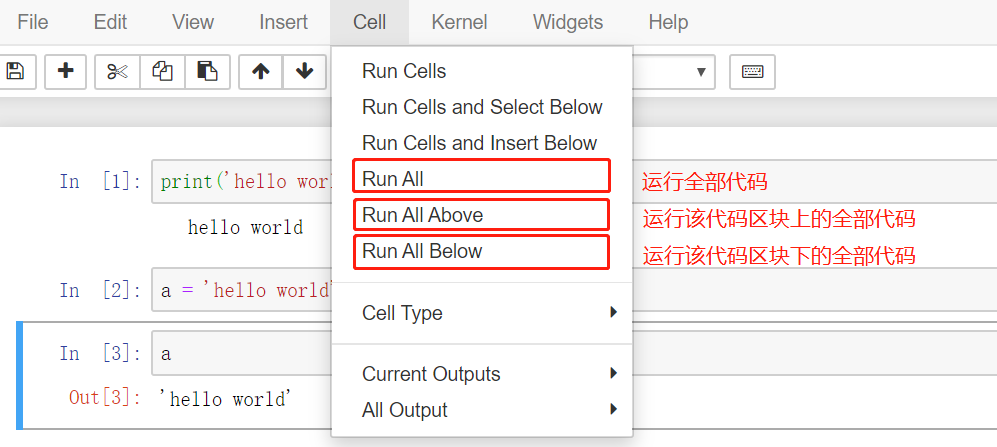 File Edit View Insert Cell Kernel Widgets Help
Run Cells
Run Cells and Select Below
Run Cells and Insert Below
In [1]: print('hello wor
Run All 运行全部代码
hello world
Run All Above 运行该代码区块上的全部代码
Run All Below 运行该代码区块下的全部代码
In [2]: a = 'hello world'
Cell Type
In [3]: a
Out[3]: 'hello world'
Current Outputs
All Output